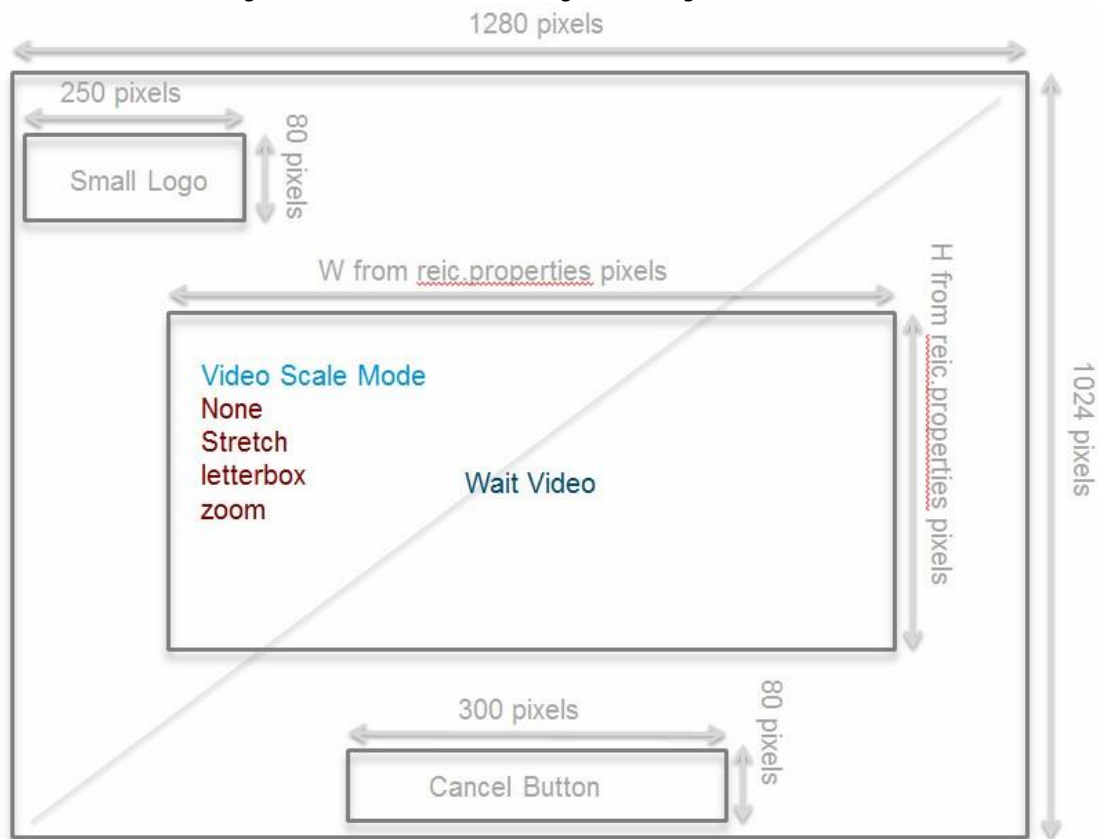 1280 pixels
250 pixels
80 pixels
Small Logo
W from reic.properties pixels
H from reic.properties pixels
1024 pixels
Video Scale Mode
None
Stretch
letterbox
zoom
Wait Video
300 pixels
80 pixels
Cancel Button